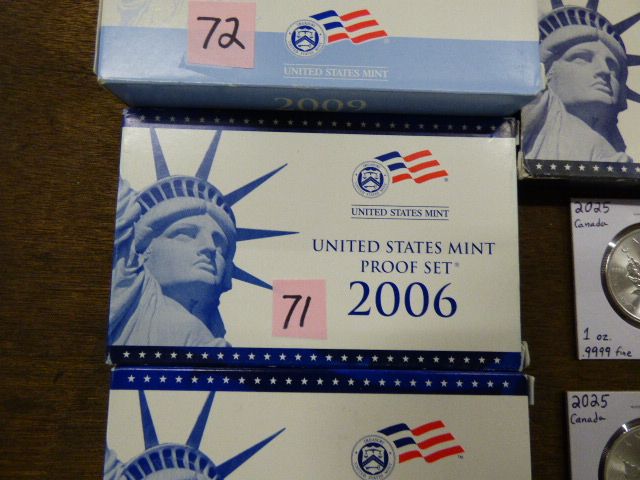 72
UNITED STATES MINT
2009
UNITED STATES MINT
UNITED STATES MINT
PROOF SET®
2006
71
2025
Canada
1 oz.
.9999 fine
2025
Canada
TM